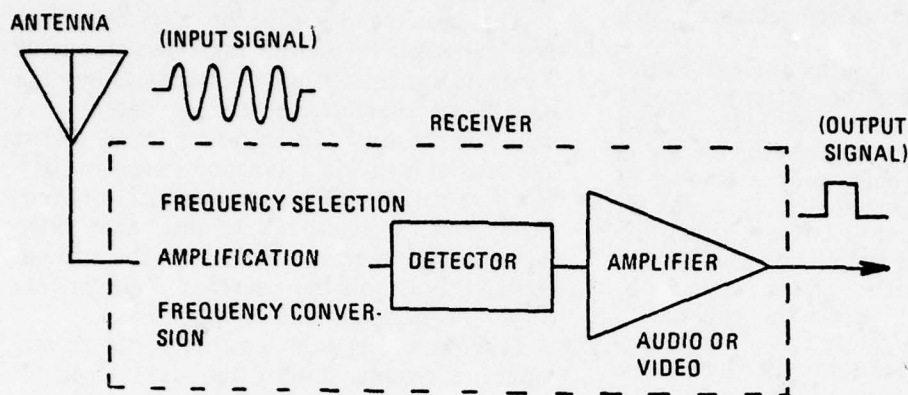 ANTENNA
(INPUT SIGNAL)
RECEIVER
(OUTPUT
SIGNAL)
FREQUENCY SELECTION
AMPLIFICATION
DETECTOR
AMPLIFIER
FREQUENCY CONVER-
SION
AUDIO OR
VIDEO